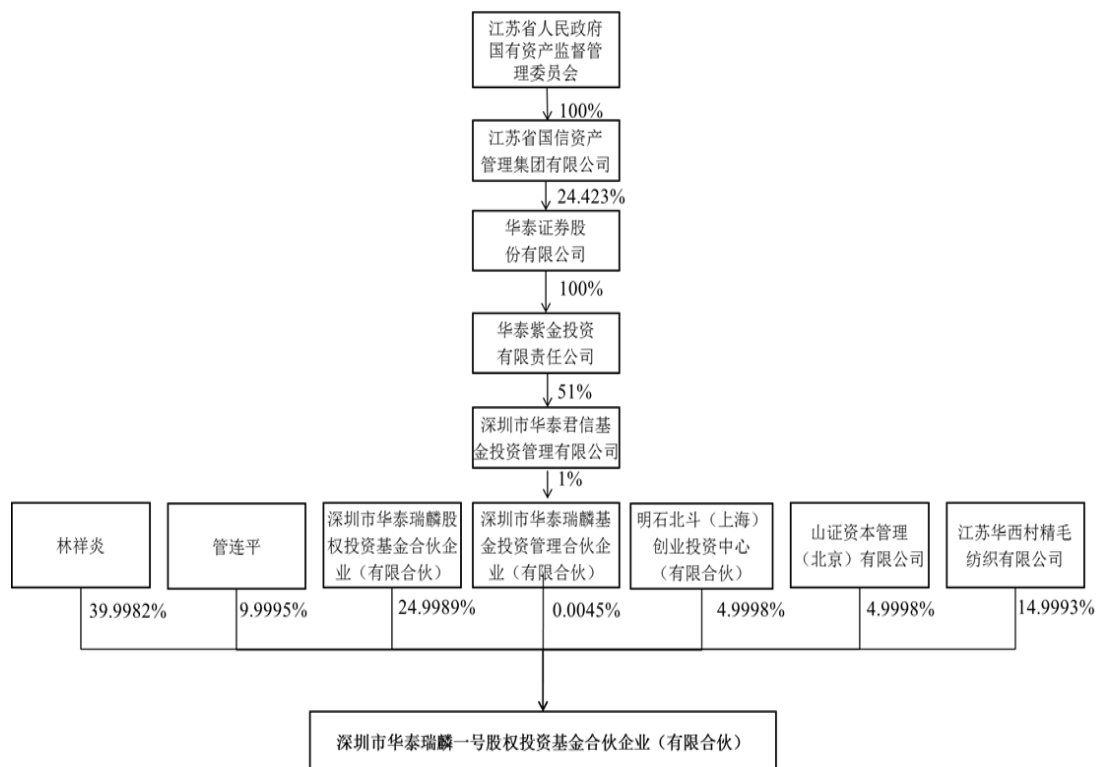 江苏省人民政府
国有资产监督管
理委员会
100%
江苏省国信资产
管理集团有限公司
24.423%
华泰证券股
份有限公司
100%
华泰紫金投资
有限责任公司
51%
深圳市华泰君信基
金投资管理有限公司
1%
林祥炎
管连平
深圳市华泰瑞麟股
权投资基金合伙企
业（有限合伙）
深圳市华泰瑞麟基
金投资管理合伙企
业（有限合伙）
明石北斗（上海）
创业投资中心
（有限合伙）
山证资本管理
（北京）有限公司
江苏华西村精毛
纺织有限公司
39.9982%
9.9995%
24.9989%
0.0045%
4.9998%
4.9998%
14.9993%
深圳市华泰瑞麟一号股权投资基金合伙企业（有限合伙）